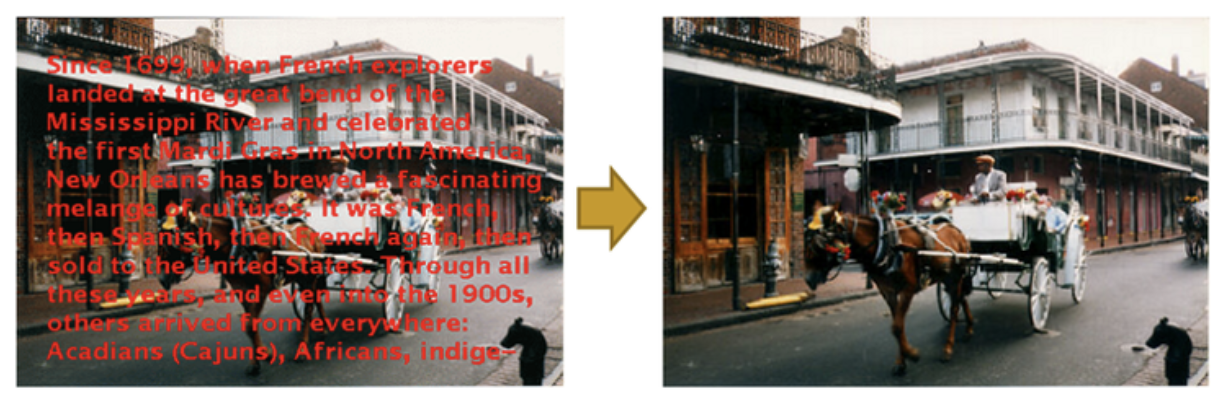 Since 1699, when French explorers
landed at the great bend of the
Mississippi River and celebrated
the first Mardi Gras in North America,
New Orleans has brewed a fascinating
melange of cultures. It was French,
then Spanish, then French again, then
sold to the United States. Through all
these years, and even into the 1900s,
others arrived from everywhere:
Acadians (Cajuns), Africans, indige-